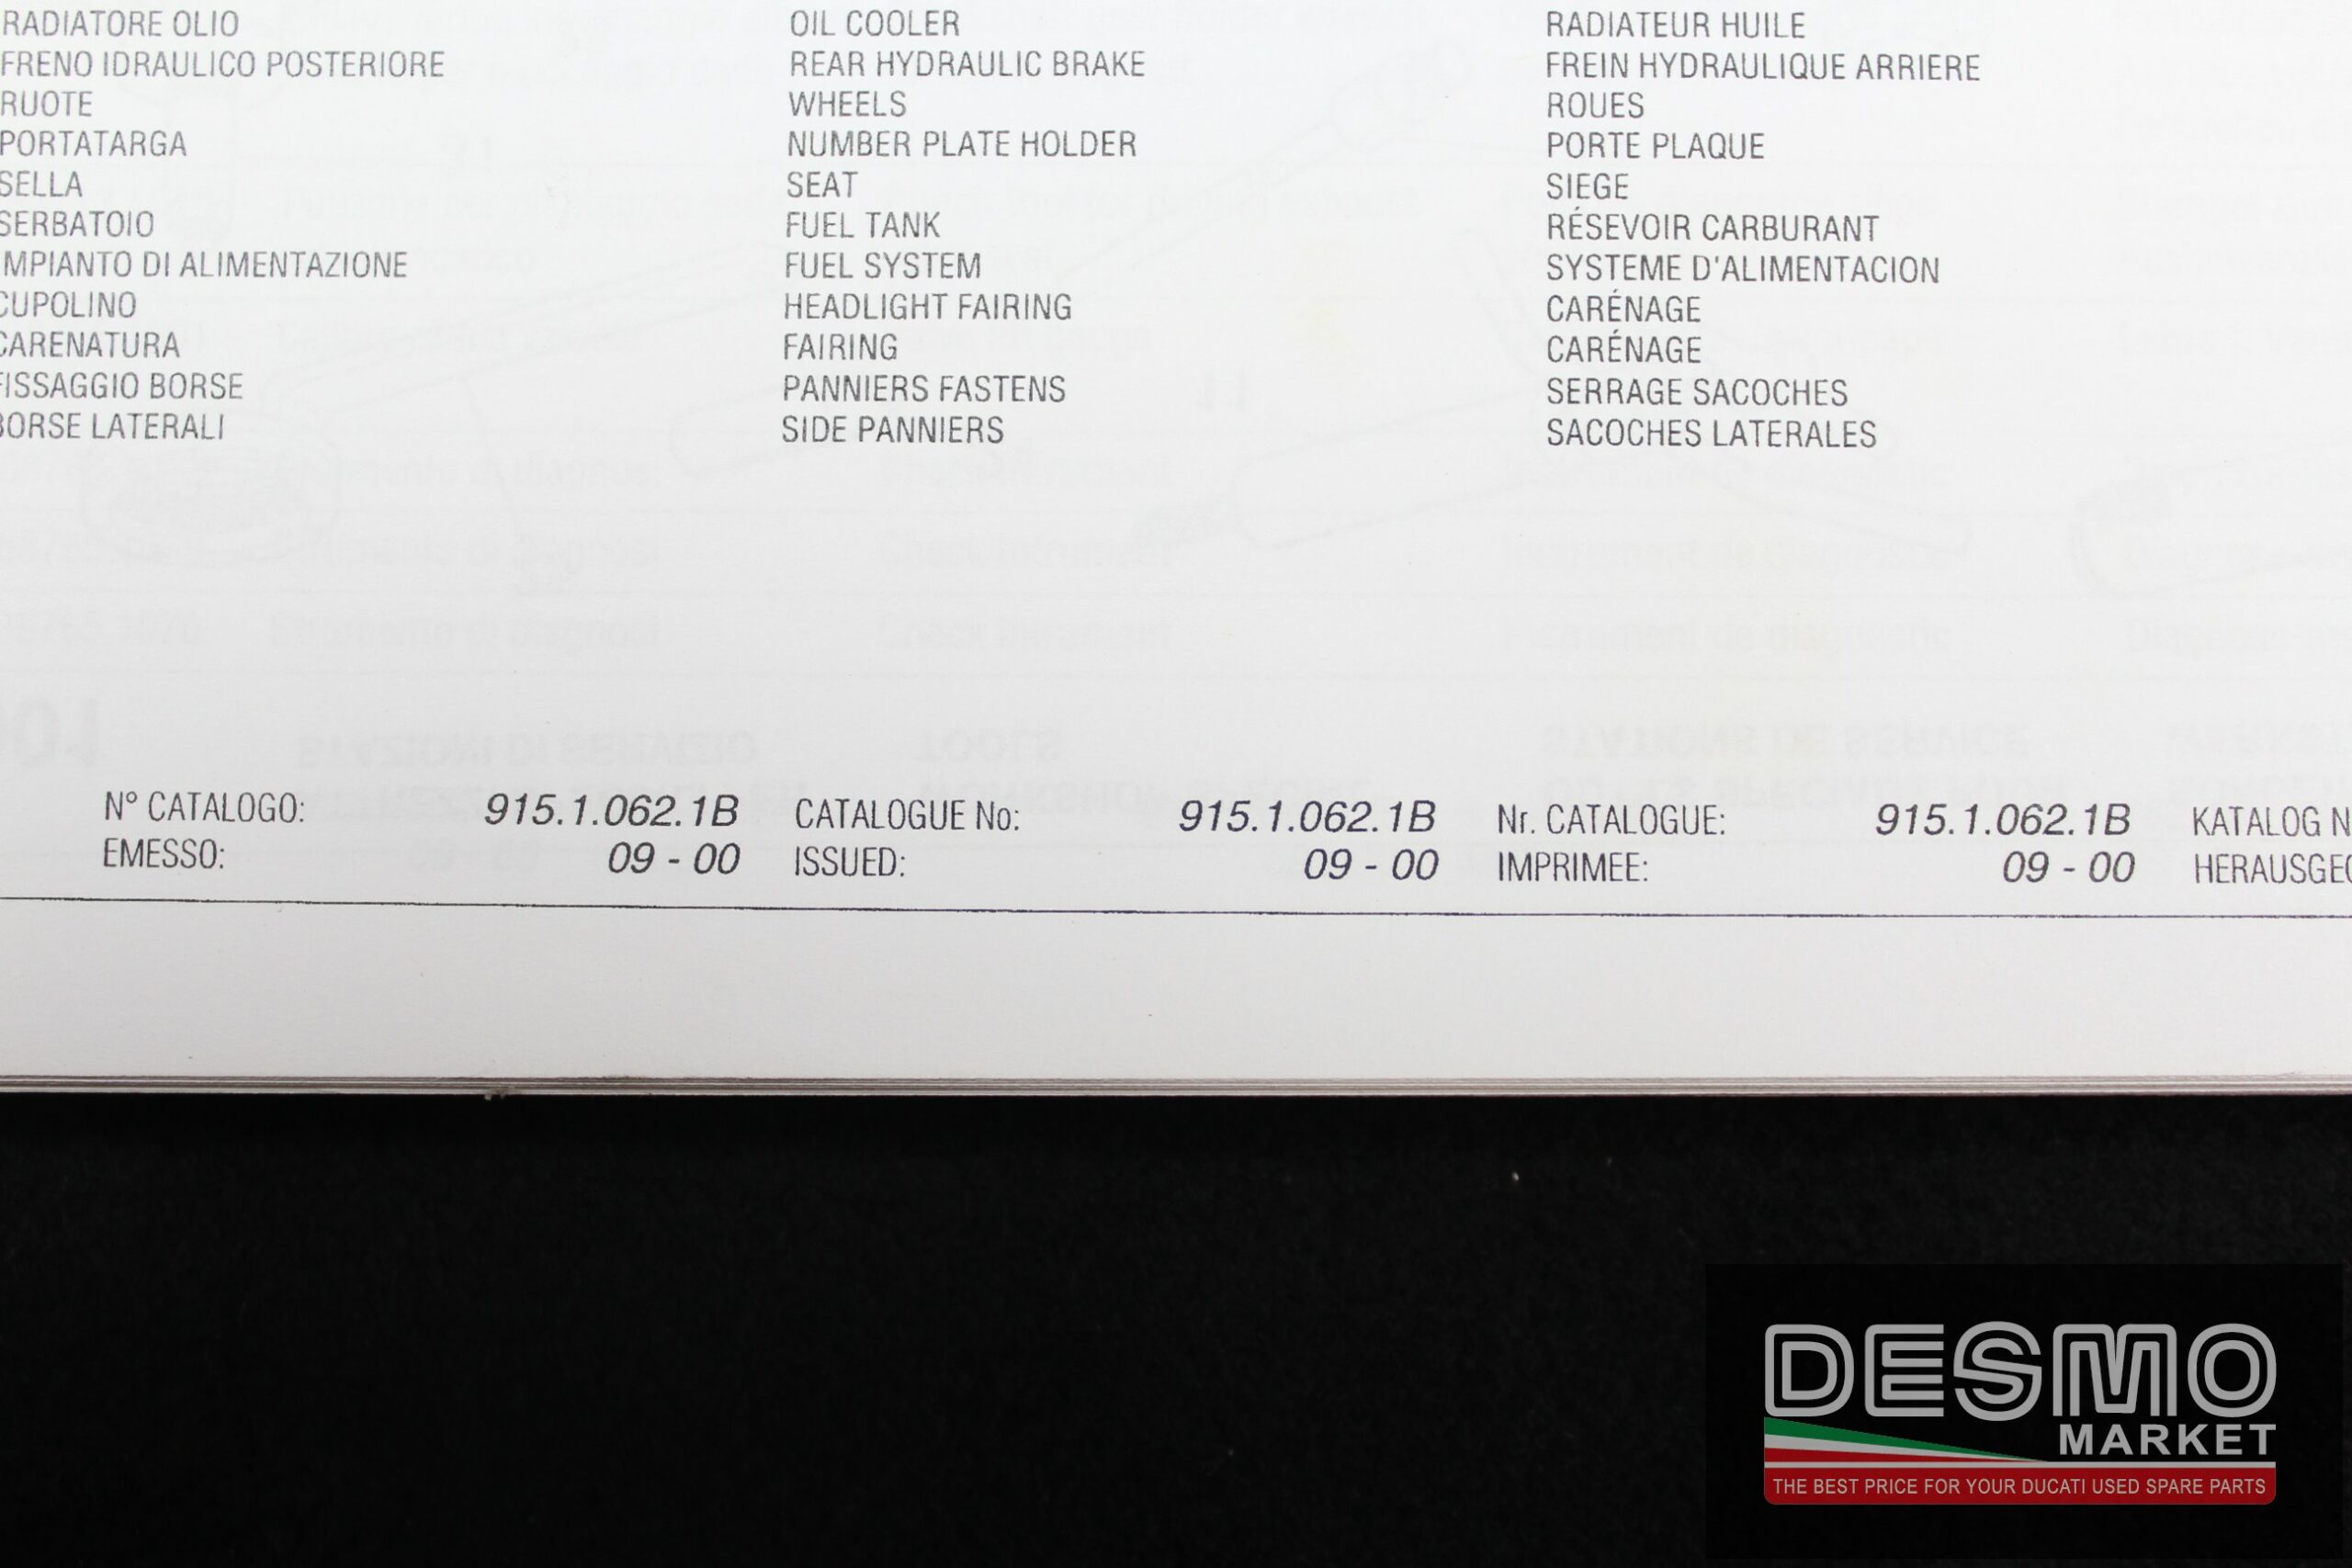 RADIATORE OLIO
FRENO IDRAULICO POSTERIORE
RUOTE
PORTATARGA
SELLA
SERBATOIO
MPIANTO DI ALIMENTAZIONE
CUPOLINO
CARENATURA
FISSAGGIO BORSE
BORSE LATERALI
OIL COOLER
REAR HYDRAULIC BRAKE
WHEELS
NUMBER PLATE HOLDER
SEAT
FUEL TANK
FUEL SYSTEM
HEADLIGHT FAIRING
FAIRING
PANNIERS FASTENS
SIDE PANNIERS
RADIATEUR HUILE
FREIN HYDRAULIQUE ARRIERE
ROUES
PORTE PLAQUE
SIEGE
RÉSEVOIR CARBURANT
SYSTEME D'ALIMENTACION
CARÉNAGE
CARÉNAGE
SERRAGE SACOCHES
SACOCHES LATERALES
N° CATALOGO: 915.1.062.1B CATALOGUE No: 915.1.062.1B Nr. CATALOGUE: 915.1.062.1B KATALOG N
EMESSO: 09 - 00 ISSUED: 09 - 00 IMPRIMEE: 09 - 00 HERAUSGE
DESMO
MARKET
THE BEST PRICE FOR YOUR DUCATI USED SPARE PARTS